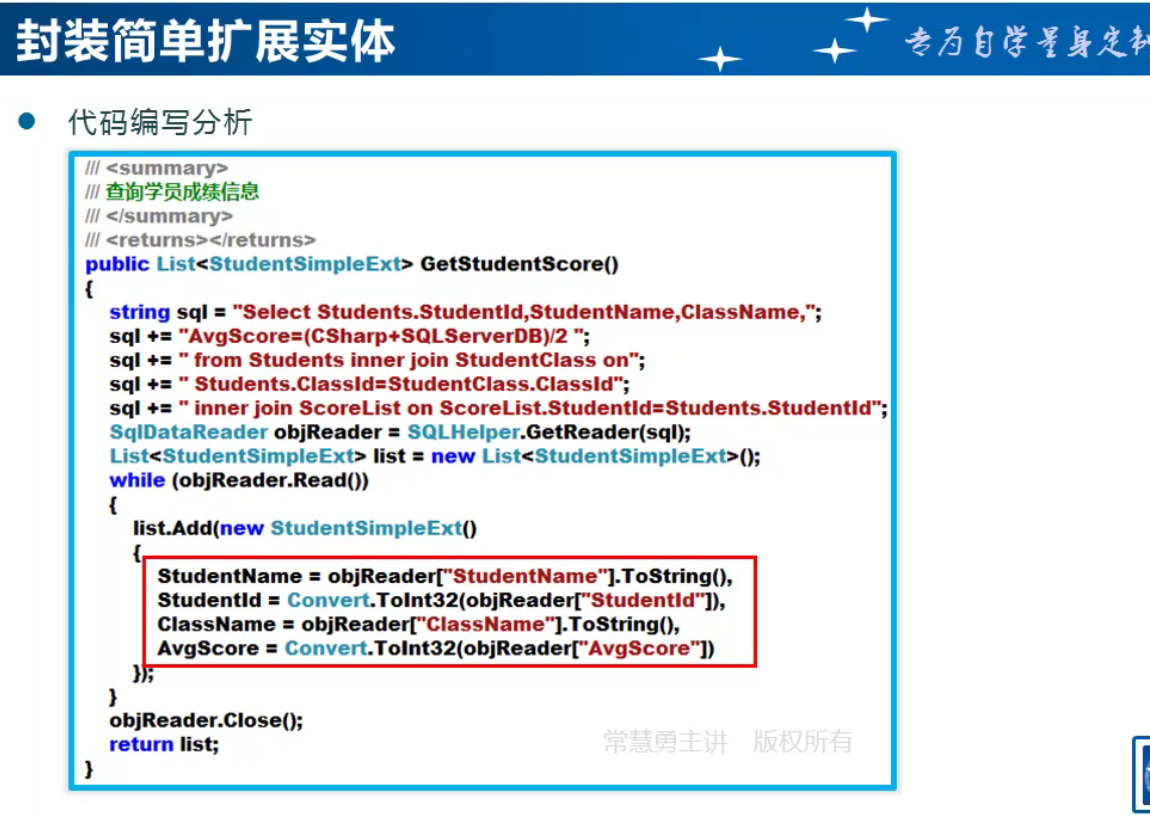 封装简单扩展实体
专为自学量身定制
代码编写分析
/// <summary>
/// 查询学员成绩信息
/// </summary>
/// <returns></returns>
public List<StudentSimpleExt> GetStudentScore()
{
string sql = "Select Students.StudentId,StudentName,ClassName,";
sql += "AvgScore=(CSharp+SQLServerDB)/2 ";
sql += " from Students inner join StudentClass on";
sql += " Students.ClassId=StudentClass.ClassId";
sql += " inner join ScoreList on ScoreList.StudentId=Students.StudentId";
SqlDataReader objReader = SQLHelper.GetReader(sql);
List<StudentSimpleExt> list = new List<StudentSimpleExt>();
while (objReader.Read())
{
list.Add(new StudentSimpleExt()
{
StudentName = objReader["StudentName"].ToString(),
StudentId = Convert.ToInt32(objReader["StudentId"]),
ClassName = objReader["ClassName"].ToString(),
AvgScore = Convert.ToInt32(objReader["AvgScore"])
});
}
objReader.Close();
return list;
}
常慧勇主讲 版权所有